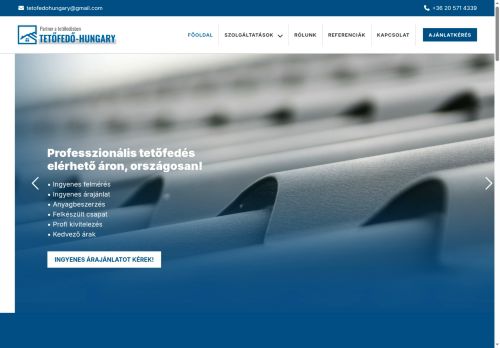 tetofedohungary@gmail.com
+36 20 571 4339
Partner a tetőfedésben
TETŐFEDŐ-HUNGARY
FŐOLDAL
SZOLGÁLTATÁSOK
RÓLUNK
REFERENCIÁK
KAPCSOLAT
AJÁNLATKÉRÉS
Professzionális tetőfedés
elérhető áron, országosan!
• Ingyenes felmérés
• Ingyenes árajánlat
• Anyagbeszerzés
• Felkészült csapat
• Profi kivitelezés
• Kedvező árak
INGYENES ÁRAJÁNLATOT KÉREK!